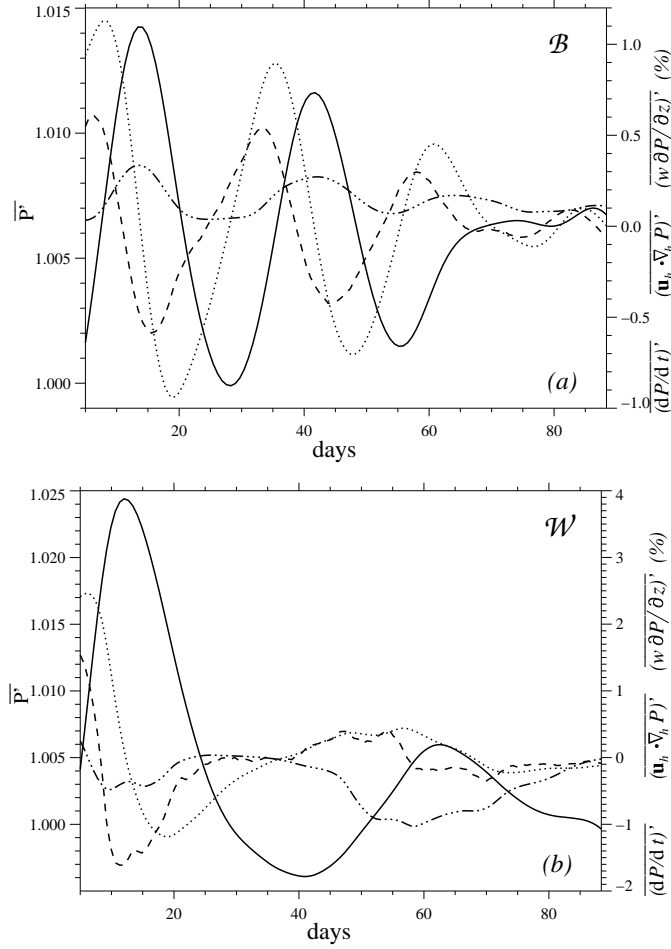 1.015
1.010
1.005
1.000
P'
1.0
0.5
0.0
−0.5
−1.0
(dP/dt)' (u_h •∇_h P)' (w ∂P/∂z)' (%)
B
(a)
20 40 60 80
days
1.025
1.020
1.015
1.010
1.005
1.000
P'
4
3
2
1
0
−1
−2
(dP/dt)' (u_h •∇_h P)' (w ∂P/∂z)' (%)
W
(b)
20 40 60 80
days